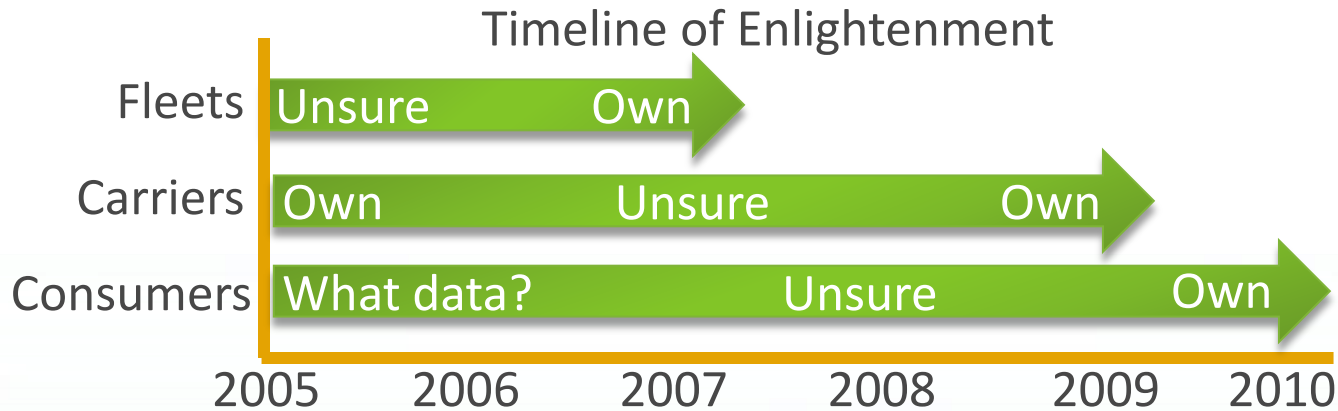 Timeline of Enlightenment
Fleets Unsure Own
Carriers Own Unsure Own
Consumers What data? Unsure Own
2005 2006 2007 2008 2009 2010